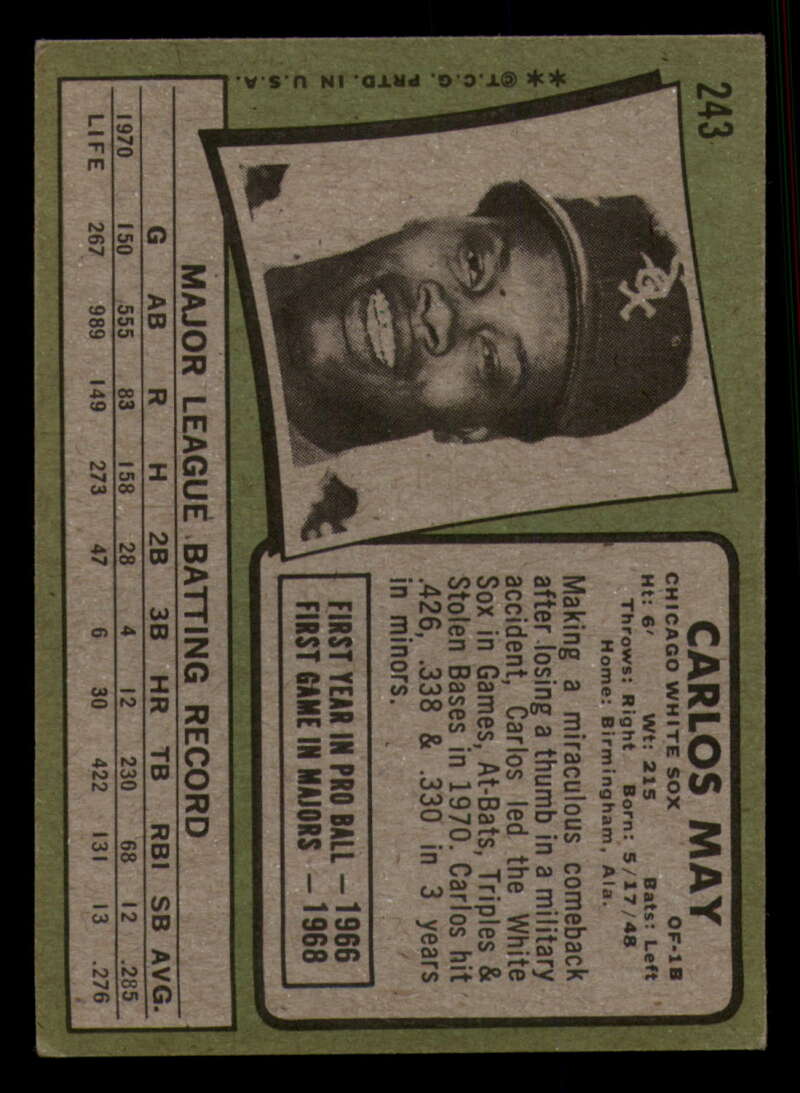 243
CARLOS MAY
CHICAGO WHITE SOX OF-1B
Ht: 6' Wt: 215 Bats: Left
Throws: Right Born: 5/17/48
Home: Birmingham, Ala.
Making a miraculous comeback
after losing a thumb in a military
accident, Carlos led the White
Sox in Games, At-Bats, Triples &
Stolen Bases in 1970. Carlos hit
.426, .338 & .330 in 3 years
in minors.
FIRST YEAR IN PRO BALL — 1966
FIRST GAME IN MAJORS — 1968
MAJOR LEAGUE BATTING RECORD
G AB R H 2B 3B HR TB RBI SB AVG.
1970 150 555 83 158 28 4 12 230 68 12 .285
LIFE 267 989 149 273 47 6 30 422 131 13 .276
**©T.C.G. PRTD. IN U.S.A.